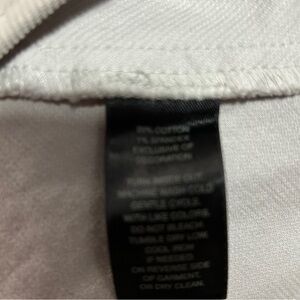 99% COTTON
1% SPANDEX
EXCLUSIVE OF
DECORATION
TURN INSIDE OUT.
MACHINE WASH COLD
GENTLE CYCLE.
WITH LIKE COLORS.
DO NOT BLEACH.
TUMBLE DRY LOW.
COOL IRON
IF NEEDED
ON REVERSE SIDE
OF GARMENT.
OR DRY CLEAN.